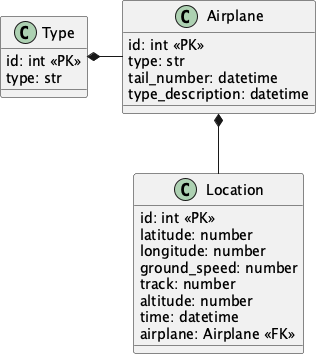 C Type
id: int «PK»
type: str
C Airplane
id: int «PK»
type: str
tail_number: datetime
type_description: datetime
C Location
id: int «PK»
latitude: number
longitude: number
ground_speed: number
track: number
altitude: number
time: datetime
airplane: Airplane «FK»